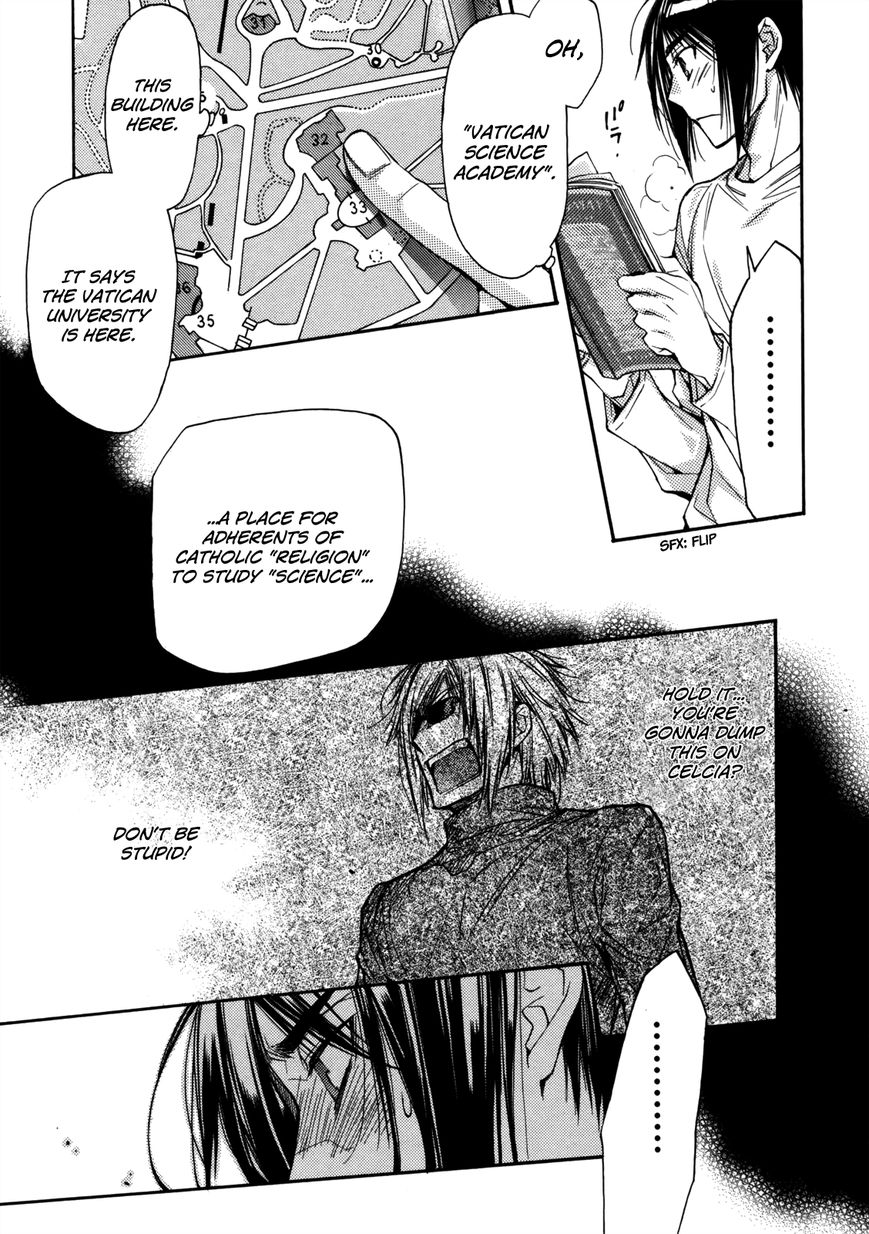 OH,
"VATICAN
SCIENCE
ACADEMY".
パラ
..........
SFX: FLIP
THIS
BUILDING
HERE.
IT SAYS
THE VATICAN
UNIVERSITY
IS HERE.
31
30
32
33
35
...A PLACE FOR
ADHERENTS OF
CATHOLIC "RELIGION"
TO STUDY "SCIENCE"...
HOLD IT...
YOU'RE
GONNA DUMP
THIS ON
CELCIA?
DON'T BE
STUPID!
..........